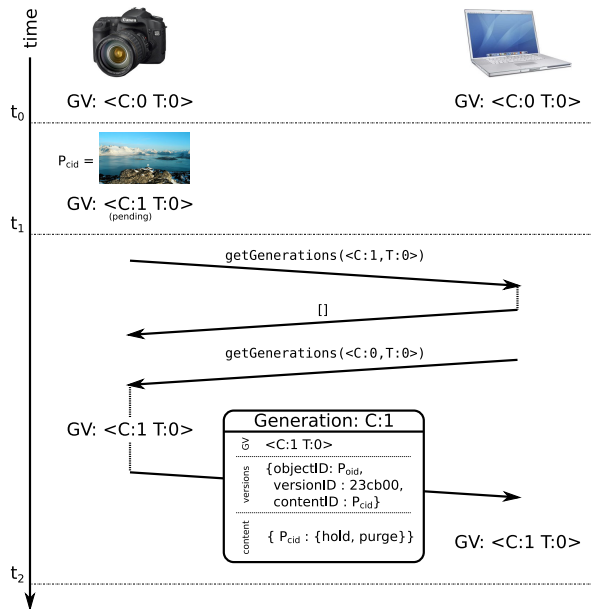 time
GV: <C:0 T:0>
GV: <C:0 T:0>
t0
Pcid =
GV: <C:1 T:0>
(pending)
t1
getGenerations(<C:1,T:0>)
[]
getGenerations(<C:0,T:0>)
GV: <C:1 T:0>
Generation: C:1
GV
<C:1 T:0>
versions
{objectID: Poid,
versionID : 23cb00,
contentID : Pcid}
content
{ Pcid : {hold, purge}}
GV: <C:1 T:0>
t2